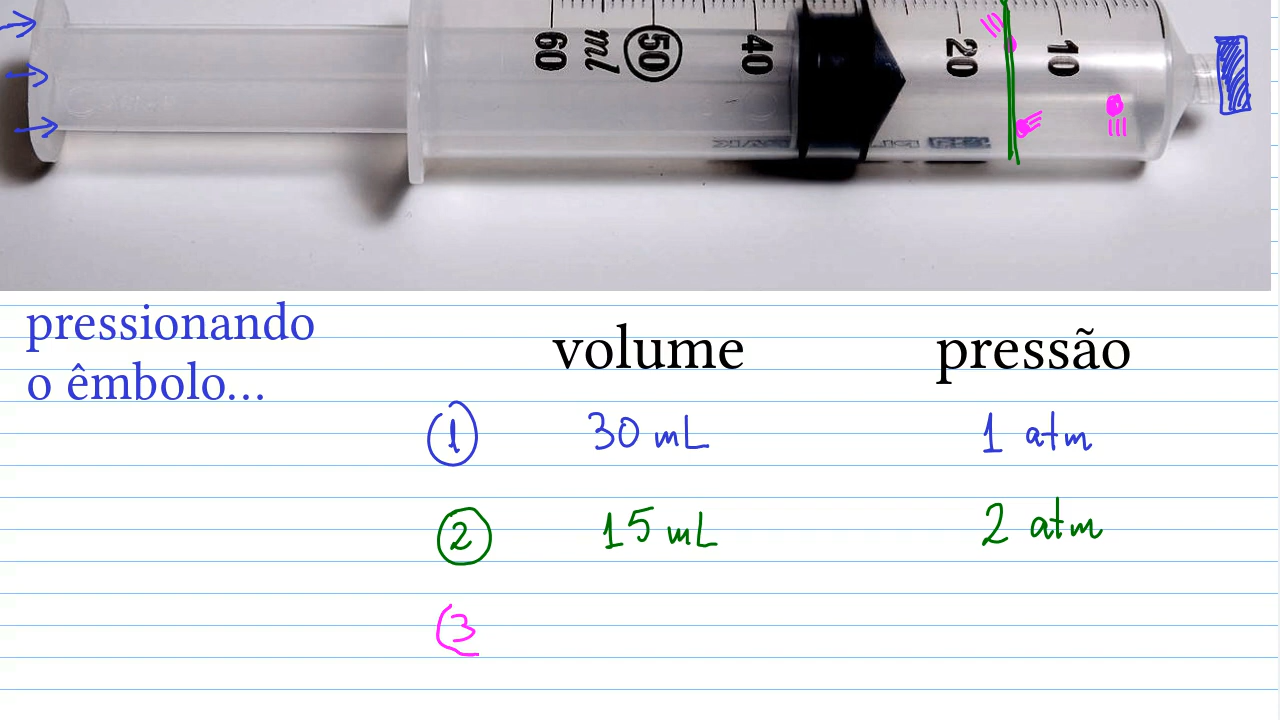 60 ml 50 40 20 10
pressionando
o êmbolo...
volume pressão
1 30 mL 1 atm
2 15 mL 2 atm
3